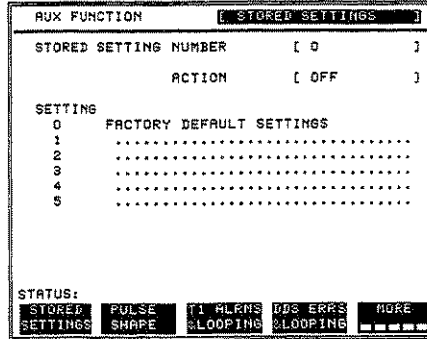 AUX FUNCTION [ STORED SETTINGS ]
STORED SETTING NUMBER [ 0 ]
ACTION [ OFF ]
SETTING
0 FACTORY DEFAULT SETTINGS
1 ................................
2 ................................
3 ................................
4 ................................
5 ................................
STATUS:
STORED PULSE T1 ALRMS DDS ERRS MORE
SETTINGS SHAPE &LOOPING &LOOPING